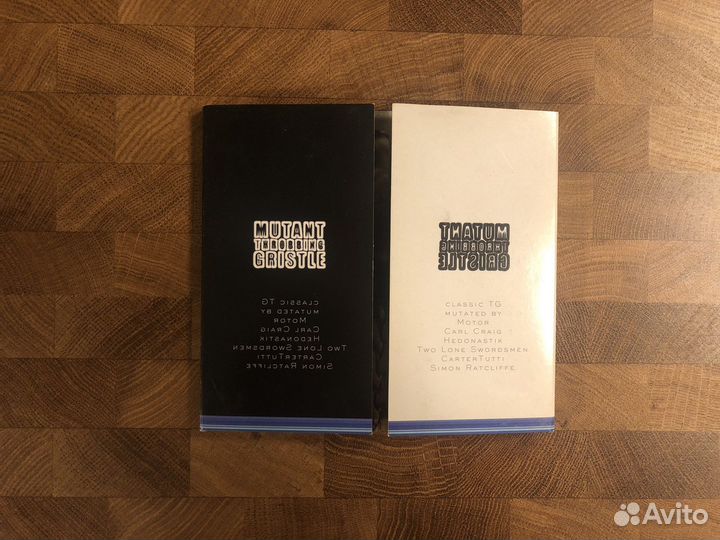 MUTANT
THROBBING
GRISTLE
CLASSIC TG
MUTATED BY
MOTOR
CARL CRAIG
HEDONASTIK
TWO LONE SWORDSMEN
CARTERTUTTI
SIMON RATCLIFFE
MUTANT
THROBBING
GRISTLE
CLASSIC TG
MUTATED BY
MOTOR
CARL CRAIG
HEDONASTIK
TWO LONE SWORDSMEN
CARTERTUTTI
SIMON RATCLIFFE
Avito